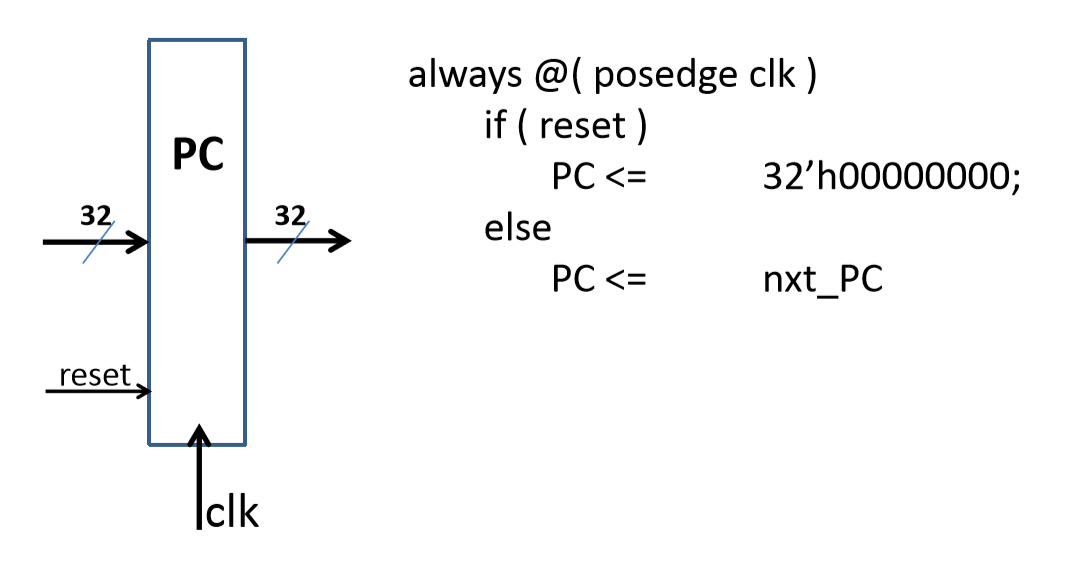 PC
32
32
reset
clk
always @( posedge clk )
if ( reset )
PC <= 32’h00000000;
else
PC <= nxt_PC